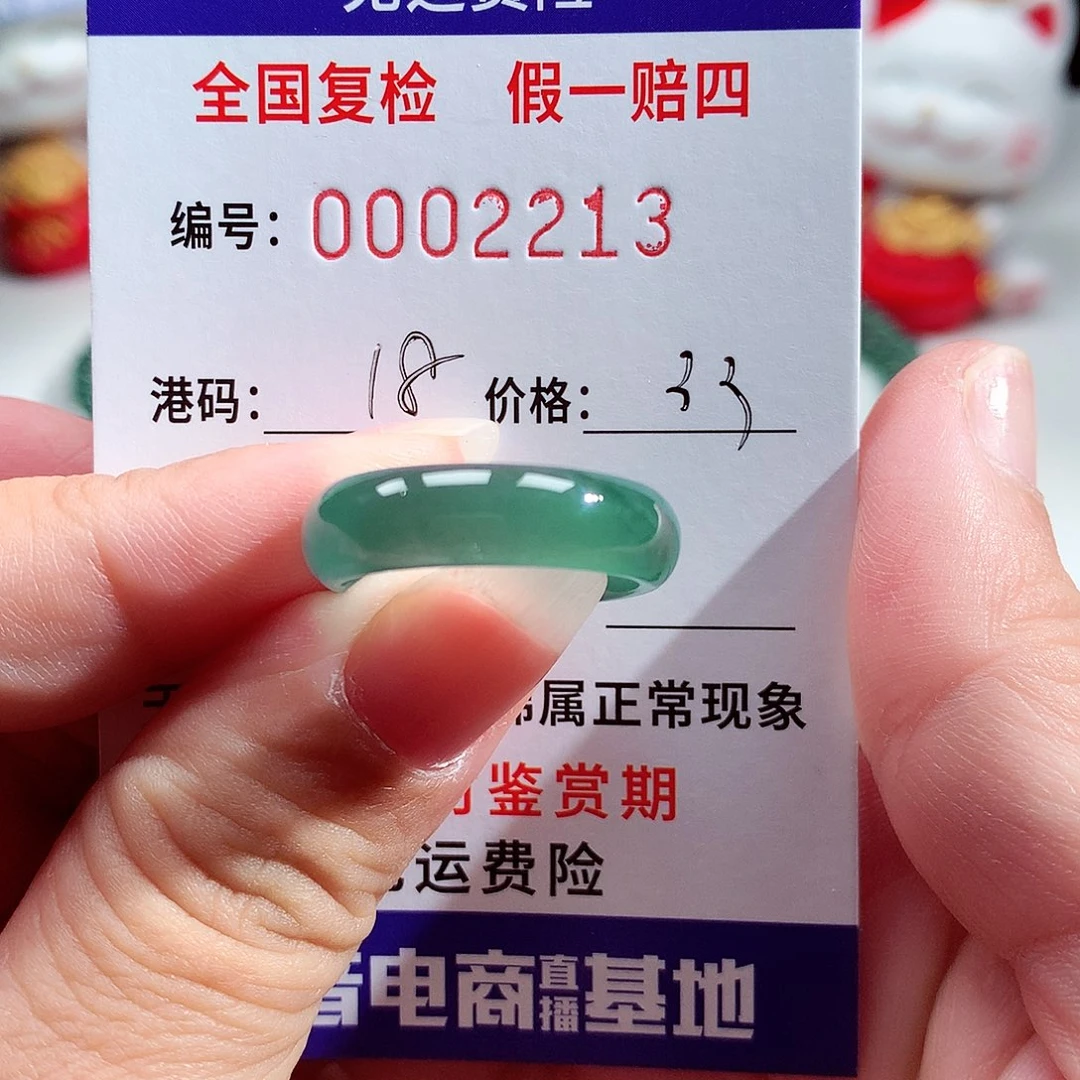 全国复检 假一赔四
编号：0002213
港码：18 价格：33
属正常现象
鉴赏期
运费险
电商直播基地